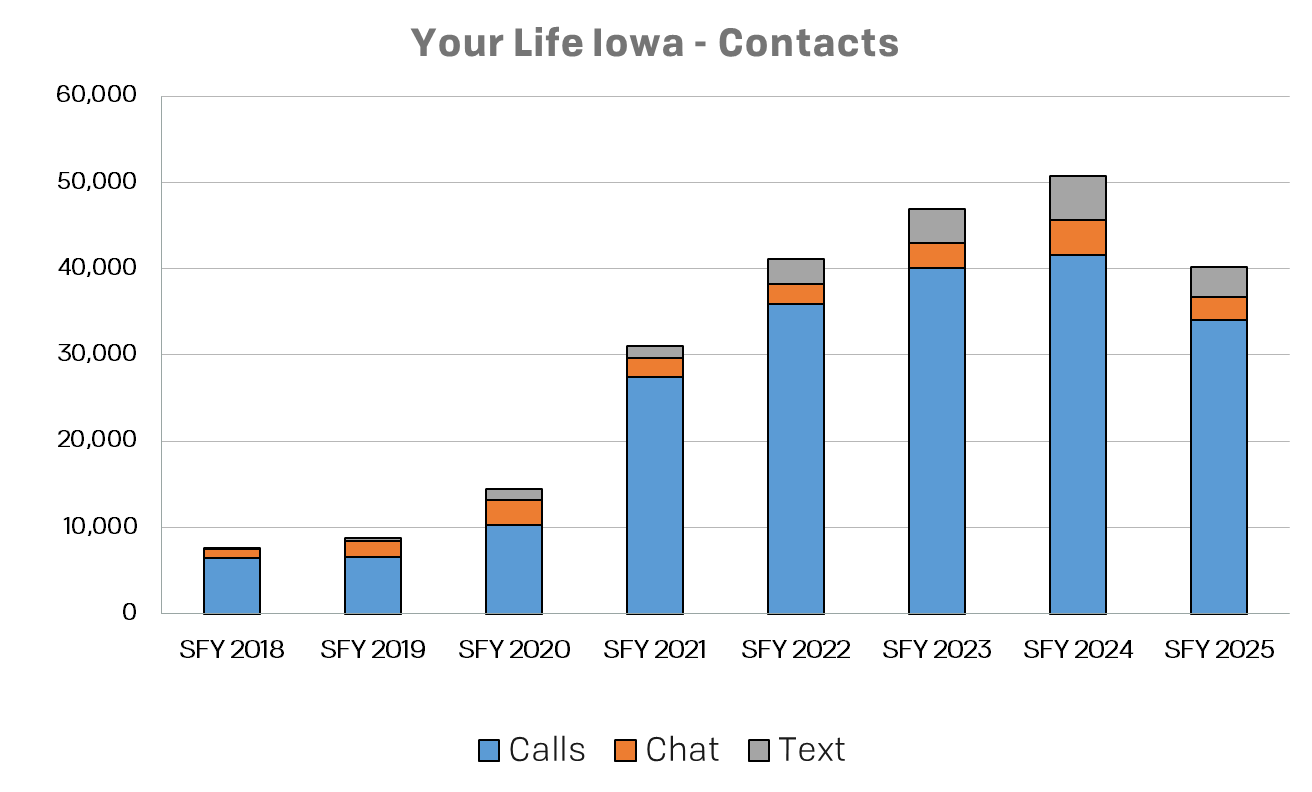 Your Life Iowa - Contacts
60,000
50,000
40,000
30,000
20,000
10,000
0
SFY 2018 SFY 2019 SFY 2020 SFY 2021 SFY 2022 SFY 2023 SFY 2024 SFY 2025
Calls Chat Text